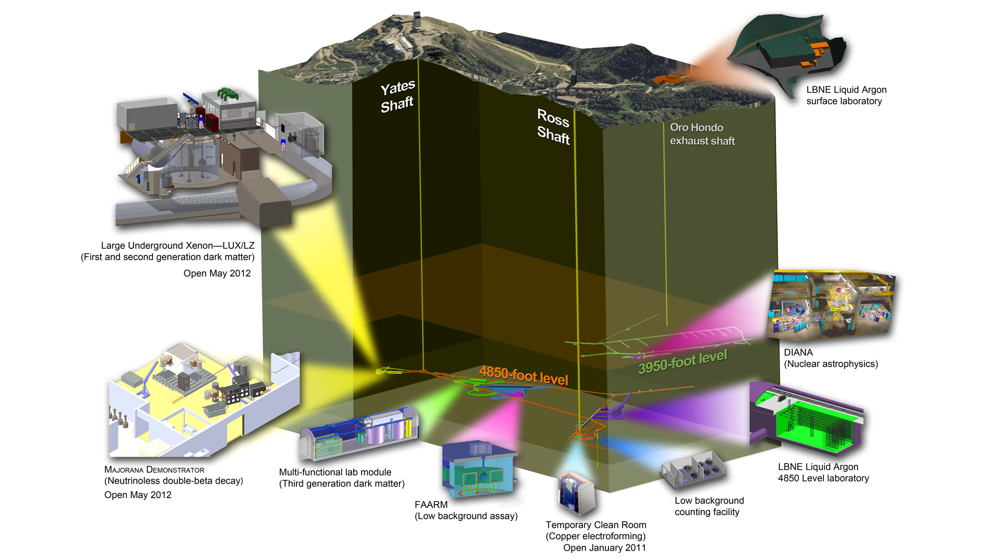 Yates
Shaft
Ross
Shaft
Oro Hondo
exhaust shaft
LBNE Liquid Argon
surface laboratory
Large Underground Xenon—LUX/LZ
(First and second generation dark matter)
Open May 2012
4850-foot level
3950-foot level
DIANA
(Nuclear astrophysics)
MAJORANA DEMONSTRATOR
(Neutrinoless double-beta decay)
Open May 2012
Multi-functional lab module
(Third generation dark matter)
FAARM
(Low background assay)
Temporary Clean Room
(Copper electroforming)
Open January 2011
Low background
counting facility
LBNE Liquid Argon
4850 Level laboratory